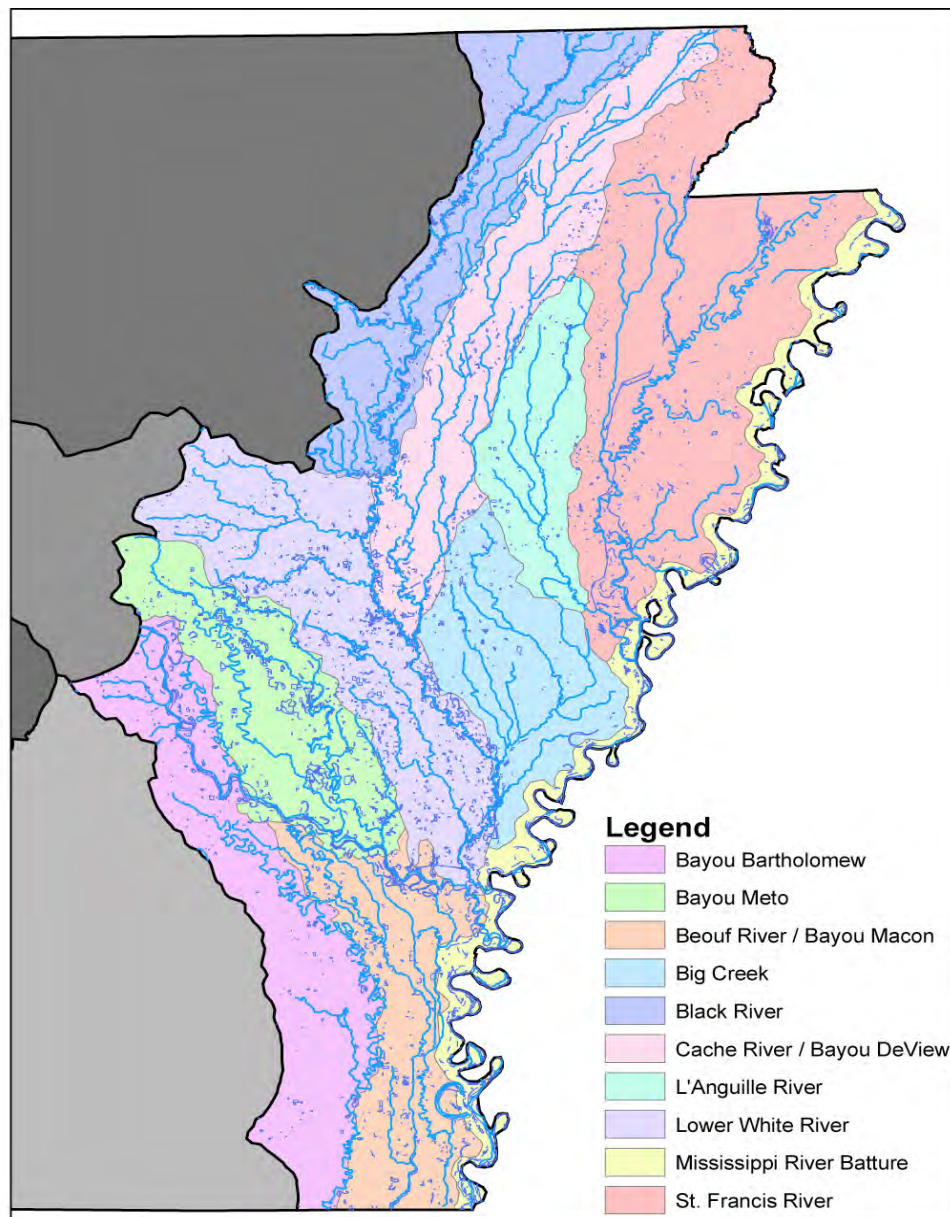 Legend
Bayou Bartholomew
Bayou Meto
Beouf River / Bayou Macon
Big Creek
Black River
Cache River / Bayou DeView
L'Anguille River
Lower White River
Mississippi River Batture
St. Francis River